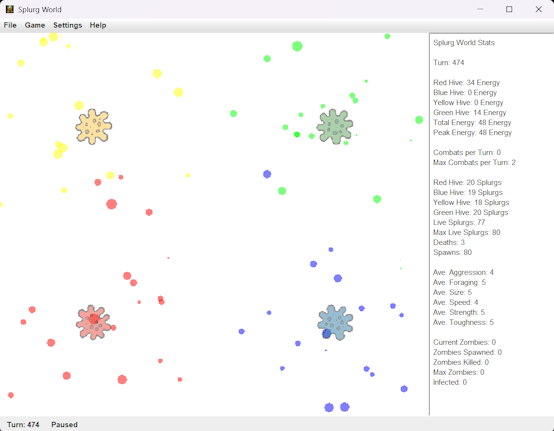 Splurg World
File Game Settings Help
Splurg World Stats
Turn: 474
Red Hive: 34 Energy
Blue Hive: 0 Energy
Yellow Hive: 0 Energy
Green Hive: 14 Energy
Total Energy: 48 Energy
Peak Energy: 48 Energy
Combats per Turn: 0
Max Combats per Turn: 2
Red Hive: 20 Splurgs
Blue Hive: 19 Splurgs
Yellow Hive: 18 Splurgs
Green Hive: 20 Splurgs
Live Splurgs: 77
Max Live Splurgs: 80
Deaths: 3
Spawns: 80
Ave. Aggression: 4
Ave. Foraging: 5
Ave. Size: 5
Ave. Speed: 4
Ave. Strength: 5
Ave. Toughness: 5
Current Zombies: 0
Zombies Spawned: 0
Zombies Killed: 0
Max Zombies: 0
Infected: 0
Turn: 474 Paused